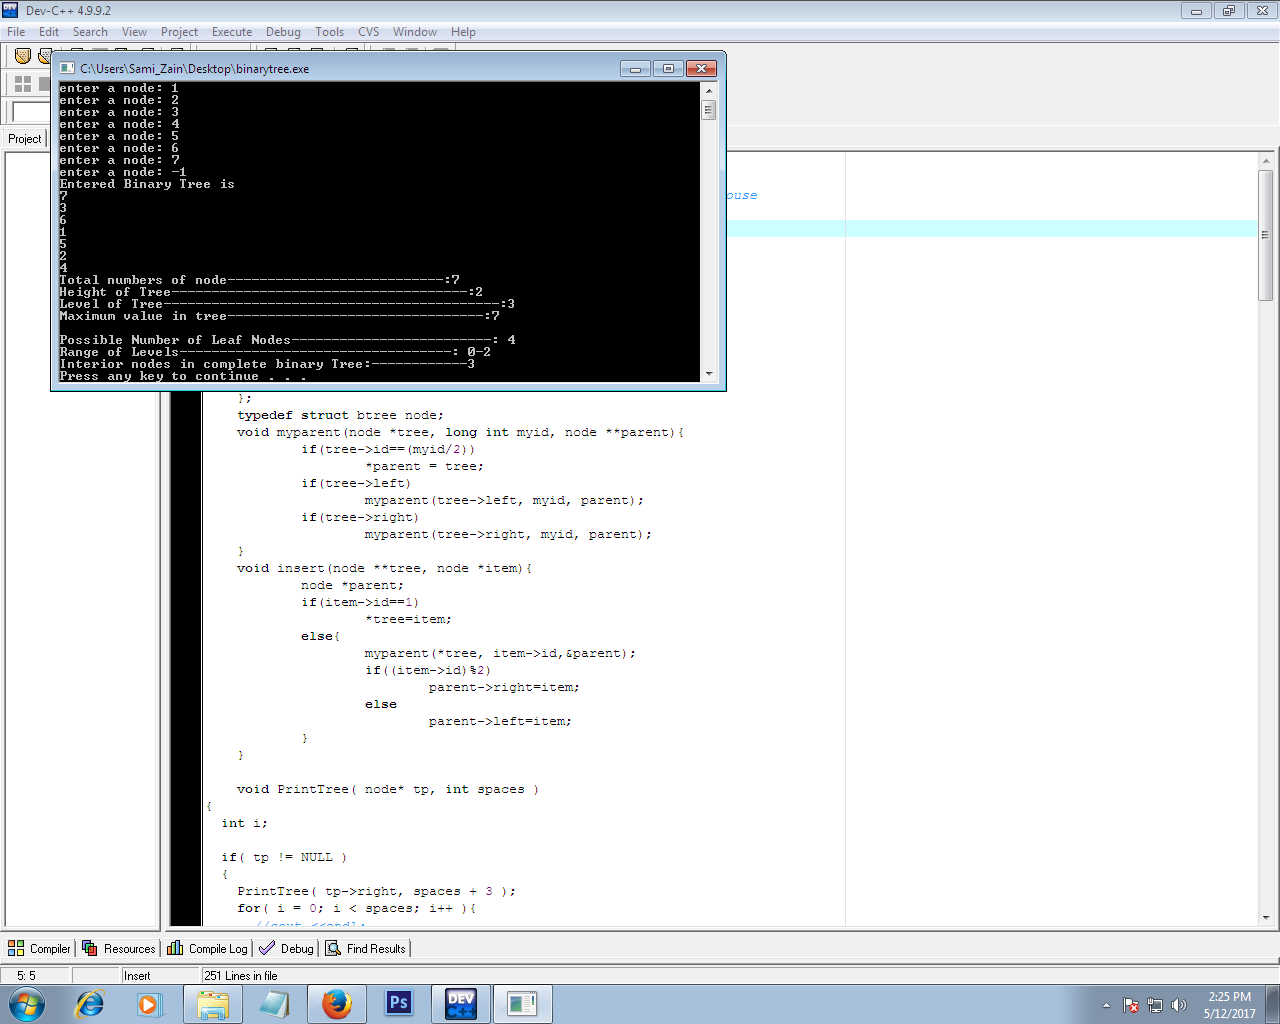 Dev-C++ 4.9.9.2
File Edit Search View Project Execute Debug Tools CVS Window Help
C:\Users\Sami_Zain\Desktop\binarytree.exe
enter a node: 1
enter a node: 2
enter a node: 3
enter a node: 4
enter a node: 5
enter a node: 6
enter a node: 7
enter a node: -1
Entered Binary Tree is
7
3
6
1
5
2
4
Total numbers of node---------------------------:7
Height of Tree-------------------------------------:2
Level of Tree------------------------------------------:3
Maximum value in tree--------------------------------:7
Possible Number of Leaf Nodes-------------------------: 4
Range of Levels----------------------------------: 0-2
Interior nodes in complete binary Tree:------------3
Press any key to continue . . .
Project
ouse
};
typedef struct btree node;
void myparent(node *tree, long int myid, node **parent){
if(tree->id==(myid/2))
*parent = tree;
if(tree->left)
myparent(tree->left, myid, parent);
if(tree->right)
myparent(tree->right, myid, parent);
}
void insert(node **tree, node *item){
node *parent;
if(item->id==1)
*tree=item;
else{
myparent(*tree, item->id,&parent);
if((item->id)%2)
parent->right=item;
else
parent->left=item;
}
}
void PrintTree( node* tp, int spaces )
{
int i;
if( tp != NULL )
{
PrintTree( tp->right, spaces + 3 );
for( i = 0; i < spaces; i++ ){
//cout <<endl;
Compiler Resources Compile Log Debug Find Results
5: 5 Insert 251 Lines in file
Ps DEV C++ 2:25 PM
5/12/2017